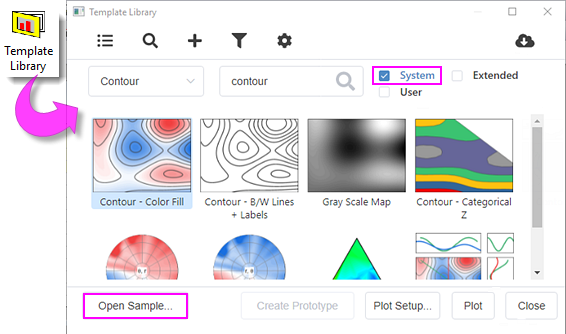 Template Library
Template
Library
Contour
contour
System
Extended
User
Contour - Color Fill
Contour - B/W Lines
+ Labels
Gray Scale Map
Contour - Categorical
Z
θ, r
r, θ
Open Sample...
Create Prototype
Plot Setup...
Plot
Close